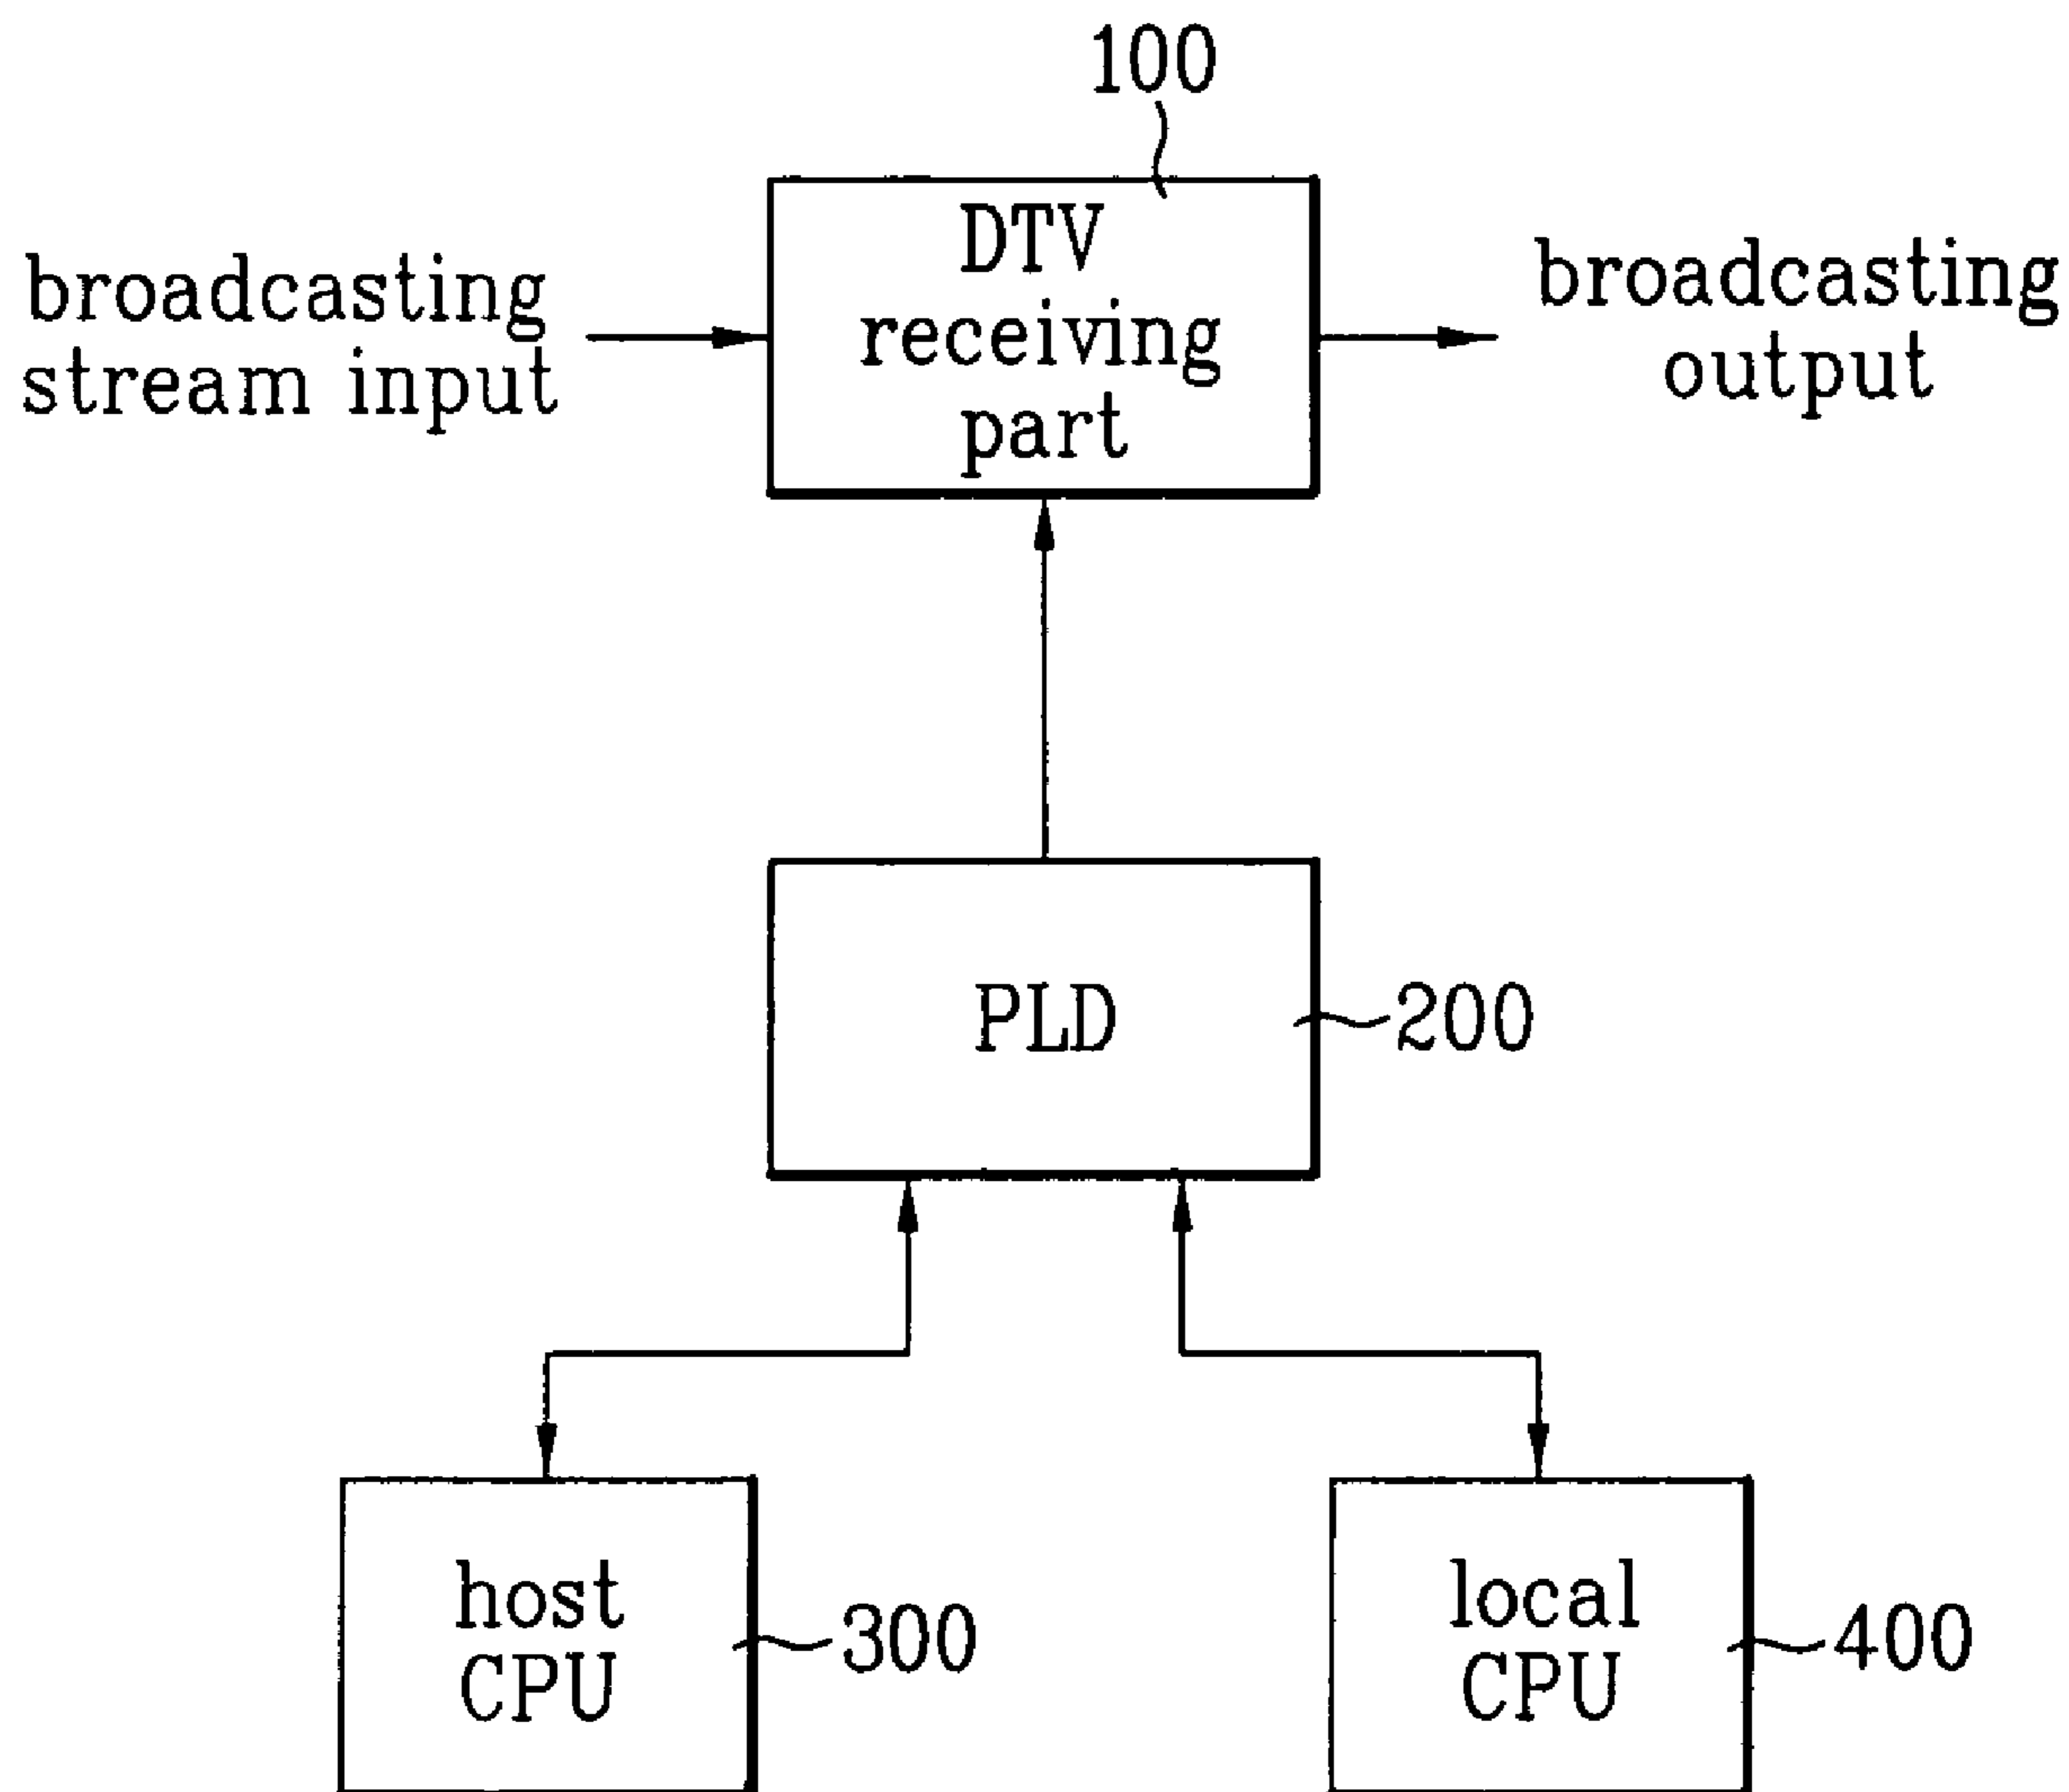 100
broadcasting
stream input
DTV
receiving
part
broadcasting
output
PLD
200
host
CPU
300
local
CPU
400